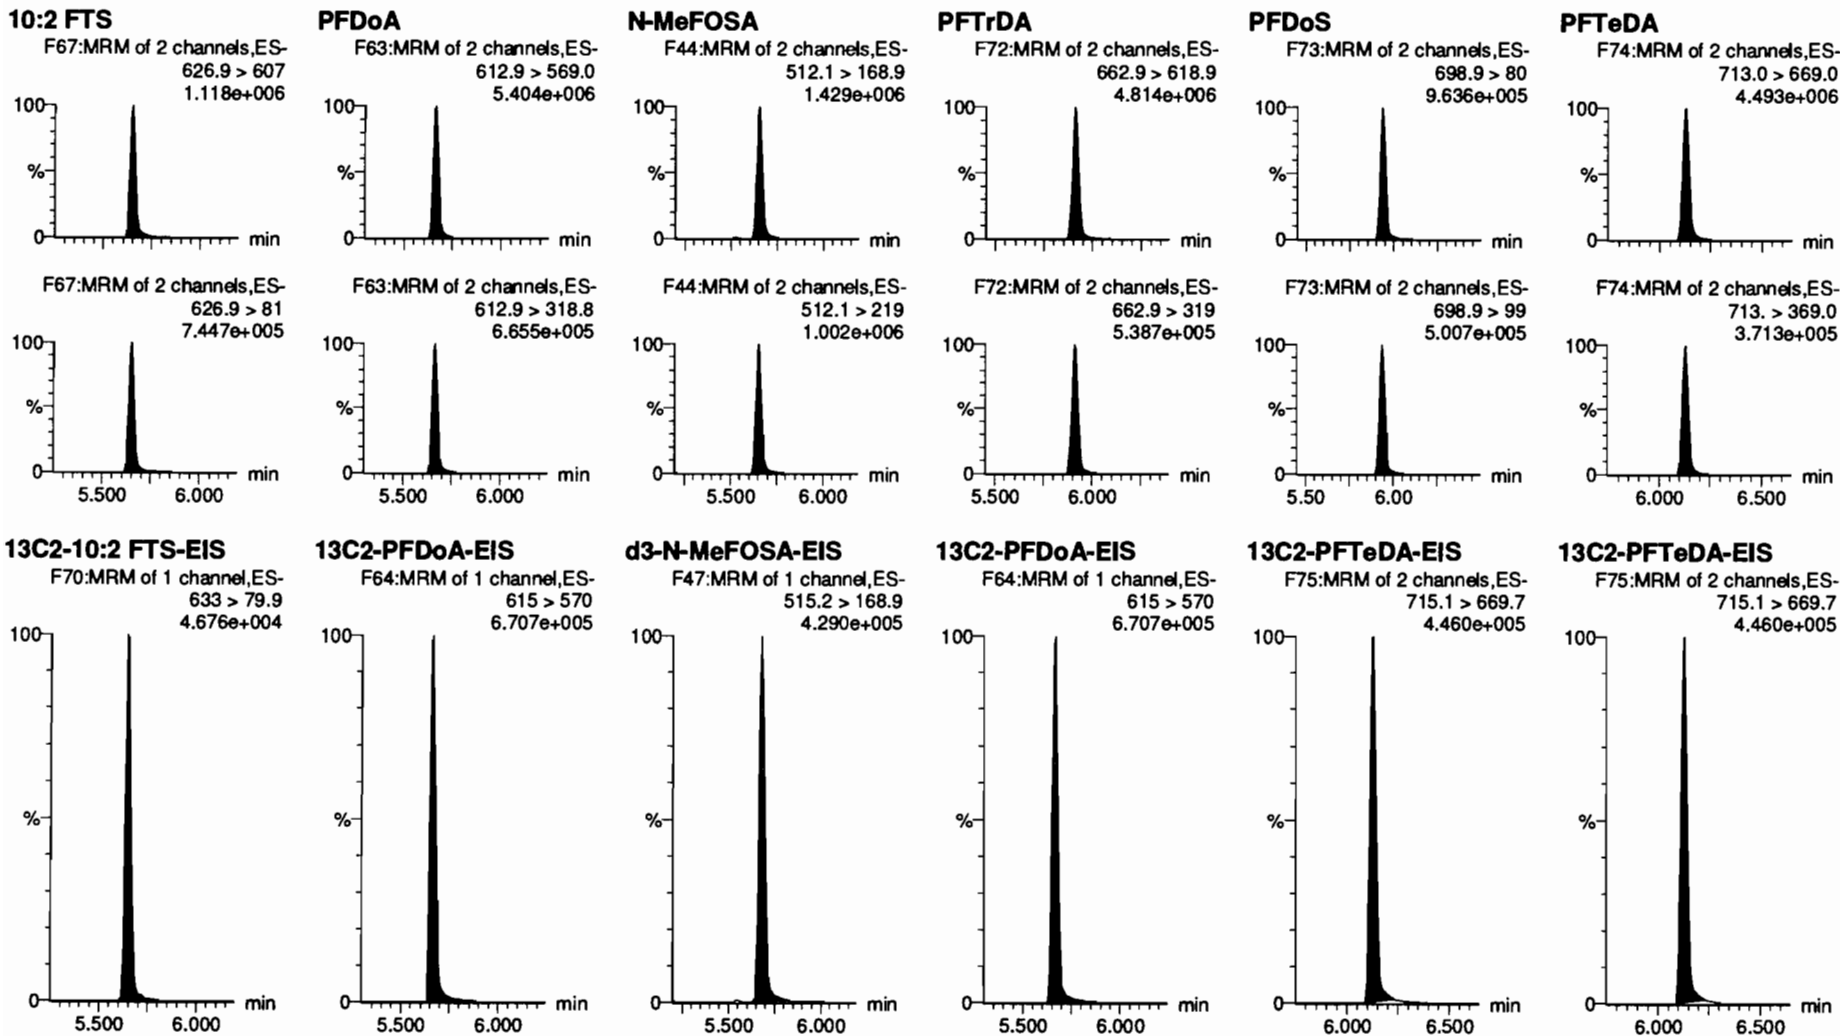 10:2 FTS
F67:MRM of 2 channels,ES-
626.9 > 607
1.118e+006
100
%
0
min
PFDoA
F63:MRM of 2 channels,ES-
612.9 > 569.0
5.404e+006
100
%
0
min
N-MeFOSA
F44:MRM of 2 channels,ES-
512.1 > 168.9
1.429e+006
100
%
0
min
PFTrDA
F72:MRM of 2 channels,ES-
662.9 > 618.9
4.814e+006
100
%
0
min
PFDoS
F73:MRM of 2 channels,ES-
698.9 > 80
9.636e+005
100
%
0
min
PFTeDA
F74:MRM of 2 channels,ES-
713.0 > 669.0
4.493e+006
100
%
0
min
F67:MRM of 2 channels,ES-
626.9 > 81
7.447e+005
100
%
0
min
5.500 6.000
F63:MRM of 2 channels,ES-
612.9 > 318.8
6.655e+005
100
%
0
min
5.500 6.000
F44:MRM of 2 channels,ES-
512.1 > 219
1.002e+006
100
%
0
min
5.500 6.000
F72:MRM of 2 channels,ES-
662.9 > 319
5.387e+005
100
%
0
min
5.500 6.000
F73:MRM of 2 channels,ES-
698.9 > 99
5.007e+005
100
%
0
min
5.50 6.00
F74:MRM of 2 channels,ES-
713. > 369.0
3.713e+005
100
%
0
min
6.000 6.500
13C2-10:2 FTS-EIS
F70:MRM of 1 channel,ES-
633 > 79.9
4.676e+004
100
%
0
min
5.500 6.000
13C2-PFDoA-EIS
F64:MRM of 1 channel,ES-
615 > 570
6.707e+005
100
%
0
min
5.500 6.000
d3-N-MeFOSA-EIS
F47:MRM of 1 channel,ES-
515.2 > 168.9
4.290e+005
100
%
0
min
5.500 6.000
13C2-PFDoA-EIS
F64:MRM of 1 channel,ES-
615 > 570
6.707e+005
100
%
0
min
5.500 6.000
13C2-PFTeDA-EIS
F75:MRM of 2 channels,ES-
715.1 > 669.7
4.460e+005
100
%
0
min
6.000 6.500
13C2-PFTeDA-EIS
F75:MRM of 2 channels,ES-
715.1 > 669.7
4.460e+005
100
%
0
min
6.000 6.500